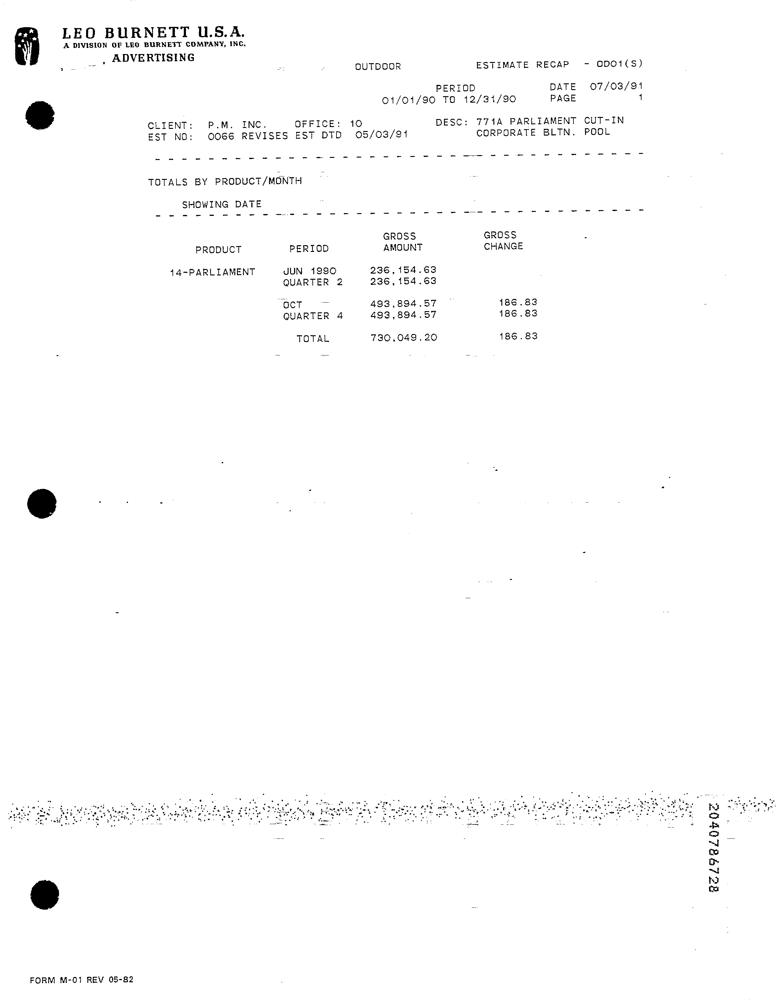 LEO BURNETT U.S.A.
A DIVISION OF LEO BURNETT COMPANY, INC.
ADVERTISING
OUTDOOR ESTIMATE RECAP - OD01(S)
PERIOD DATE 07/03/91
01/01/90 TO 12/31/90 PAGE 1
CLIENT: P.M. INC. OFFICE: 10 DESC: 771A PARLIAMENT CUT-IN
EST NO: 0066 REVISES EST DTD 05/03/91 CORPORATE BLTN. POOL
TOTALS BY PRODUCT/MONTH
SHOWING DATE
GROSS GROSS
PRODUCT PERIOD AMOUNT CHANGE
14-PARLIAMENT JUN 1990 236,154.63
QUARTER 2 236,154.63
OCT 493,894.57 186.83
QUARTER 4 493,894.57 186.83
TOTAL 730,049.20 186.83
2040786728
FORM M-01 REV 05-82